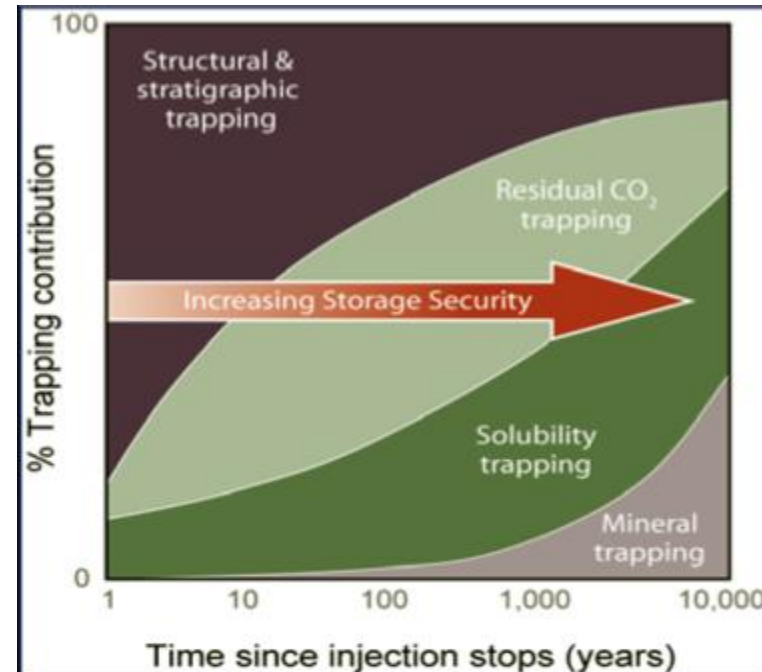 100
Structural &
stratigraphic
trapping
Residual CO₂
trapping
Increasing Storage Security
% Trapping contribution
Solubility
trapping
Mineral
trapping
0
1 10 100 1,000 10,000
Time since injection stops (years)